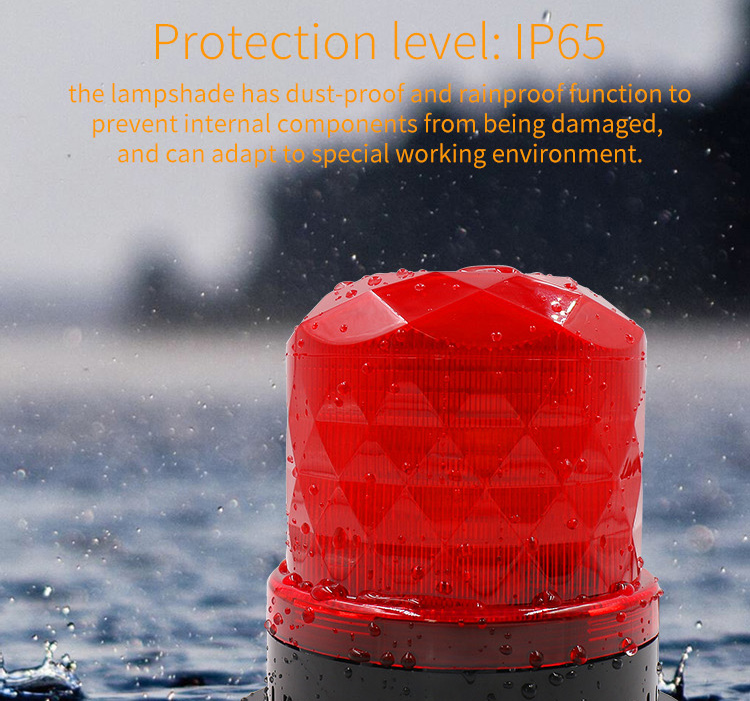 Protection level: IP65
the lampshade has dust-proof and rainproof function to
prevent internal components from being damaged,
and can adapt to special working environment.